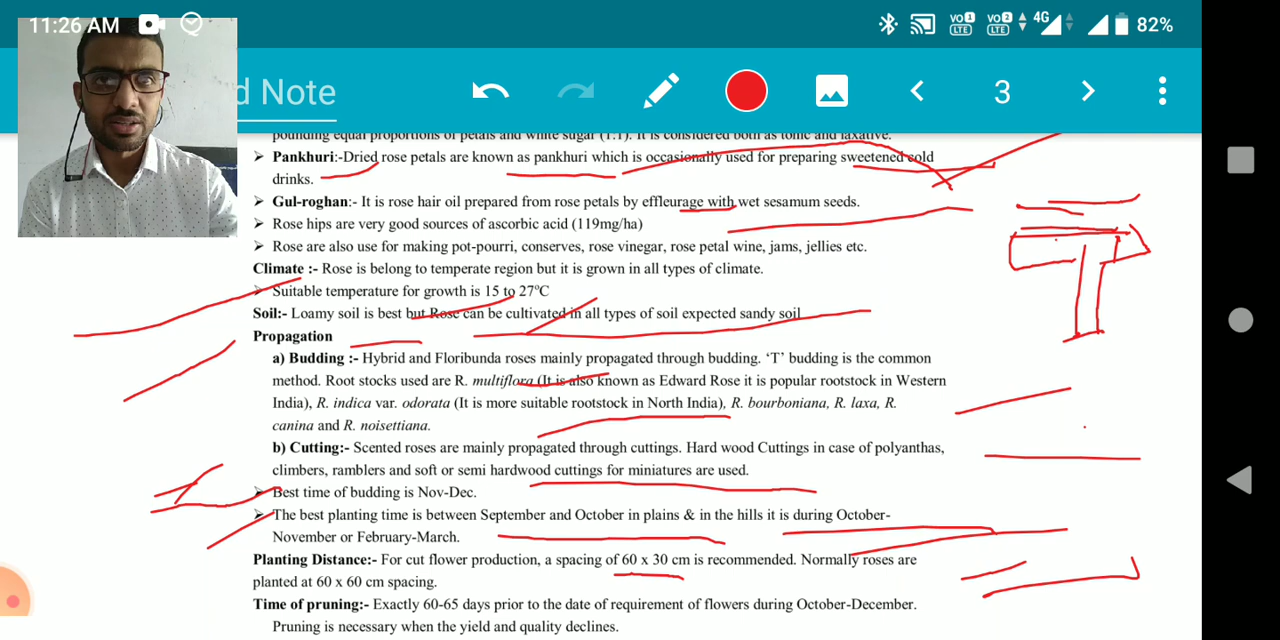 11:26 AM
VO 1 LTE VO 2 LTE 4G 82%
d Note
3
pounding equal proportions of petals and white sugar (1:1). It is considered both as tonic and laxative.
➢ Pankhuri:-Dried rose petals are known as pankhuri which is occasionally used for preparing sweetened cold
drinks.
➢ Gul-roghan:- It is rose hair oil prepared from rose petals by effleurage with wet sesamum seeds.
➢ Rose hips are very good sources of ascorbic acid (119mg/ha)
➢ Rose are also use for making pot-pourri, conserves, rose vinegar, rose petal wine, jams, jellies etc.
Climate :- Rose is belong to temperate region but it is grown in all types of climate.
➢ Suitable temperature for growth is 15 to 27°C
Soil:- Loamy soil is best but Rose can be cultivated in all types of soil expected sandy soil
Propagation
a) Budding :- Hybrid and Floribunda roses mainly propagated through budding. ‘T’ budding is the common
method. Root stocks used are R. multiflora (It is also known as Edward Rose it is popular rootstock in Western
India), R. indica var. odorata (It is more suitable rootstock in North India), R. bourboniana, R. laxa, R.
canina and R. noisettiana.
b) Cutting:- Scented roses are mainly propagated through cuttings. Hard wood Cuttings in case of polyanthas,
climbers, ramblers and soft or semi hardwood cuttings for miniatures are used.
➢ Best time of budding is Nov-Dec.
➢ The best planting time is between September and October in plains & in the hills it is during October-
November or February-March.
Planting Distance:- For cut flower production, a spacing of 60 x 30 cm is recommended. Normally roses are
planted at 60 x 60 cm spacing.
Time of pruning:- Exactly 60-65 days prior to the date of requirement of flowers during October-December.
Pruning is necessary when the yield and quality declines.